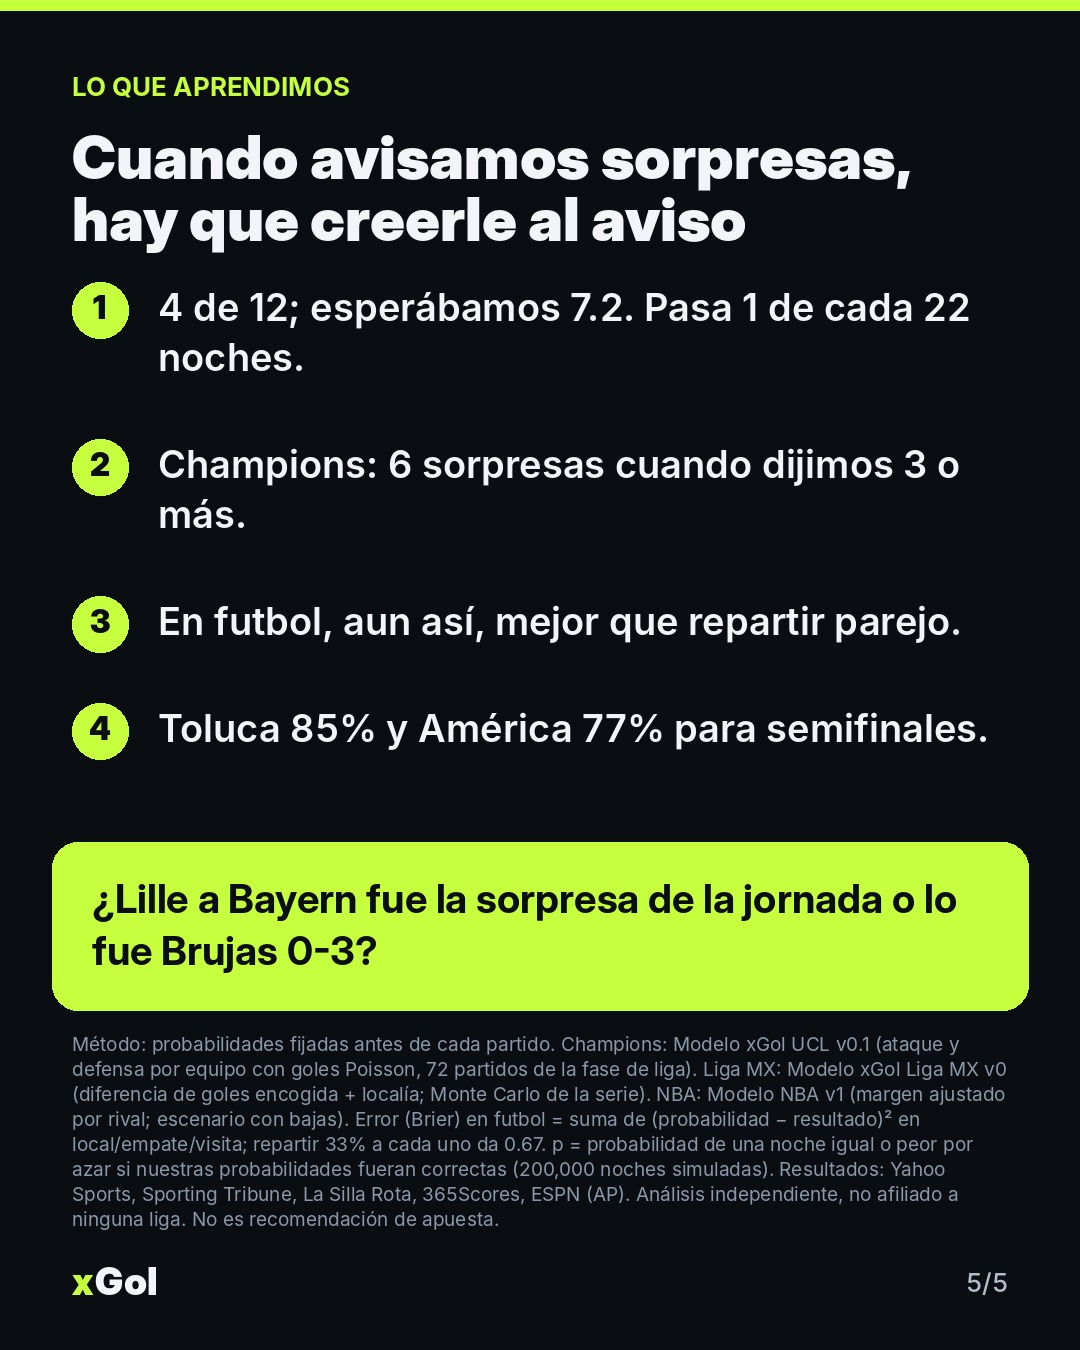 LO QUE APRENDIMOS
Cuando avisamos sorpresas,
hay que creerle al aviso
1 4 de 12; esperábamos 7.2. Pasa 1 de cada 22
noches.
2 Champions: 6 sorpresas cuando dijimos 3 o
más.
3 En futbol, aun así, mejor que repartir parejo.
4 Toluca 85% y América 77% para semifinales.
¿Lille a Bayern fue la sorpresa de la jornada o lo
fue Brujas 0-3?
Método: probabilidades fijadas antes de cada partido. Champions: Modelo xGol UCL v0.1 (ataque y
defensa por equipo con goles Poisson, 72 partidos de la fase de liga). Liga MX: Modelo xGol Liga MX v0
(diferencia de goles encogida + localía; Monte Carlo de la serie). NBA: Modelo NBA v1 (margen ajustado
por rival; escenario con bajas). Error (Brier) en futbol = suma de (probabilidad − resultado)² en
local/empate/visita; repartir 33% a cada uno da 0.67. p = probabilidad de una noche igual o peor por
azar si nuestras probabilidades fueran correctas (200,000 noches simuladas). Resultados: Yahoo
Sports, Sporting Tribune, La Silla Rota, 365Scores, ESPN (AP). Análisis independiente, no afiliado a
ninguna liga. No es recomendación de apuesta.
xGol
5/5